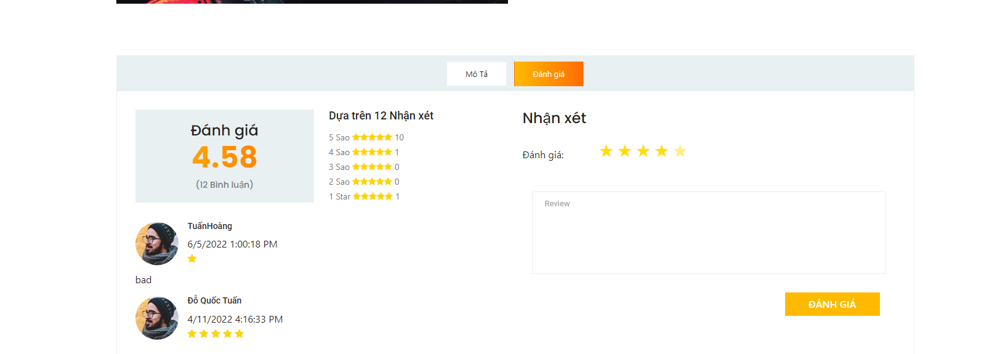 Mô Tả
Đánh giá
Đánh giá
4.58
(12 Bình luận)
Dựa trên 12 Nhận xét
5 Sao 10
4 Sao 1
3 Sao 0
2 Sao 0
1 Star 1
TuấnHoàng
6/5/2022 1:00:18 PM
bad
Đỗ Quốc Tuấn
4/11/2022 4:16:33 PM
Nhận xét
Đánh giá:
Review
ĐÁNH GIÁ